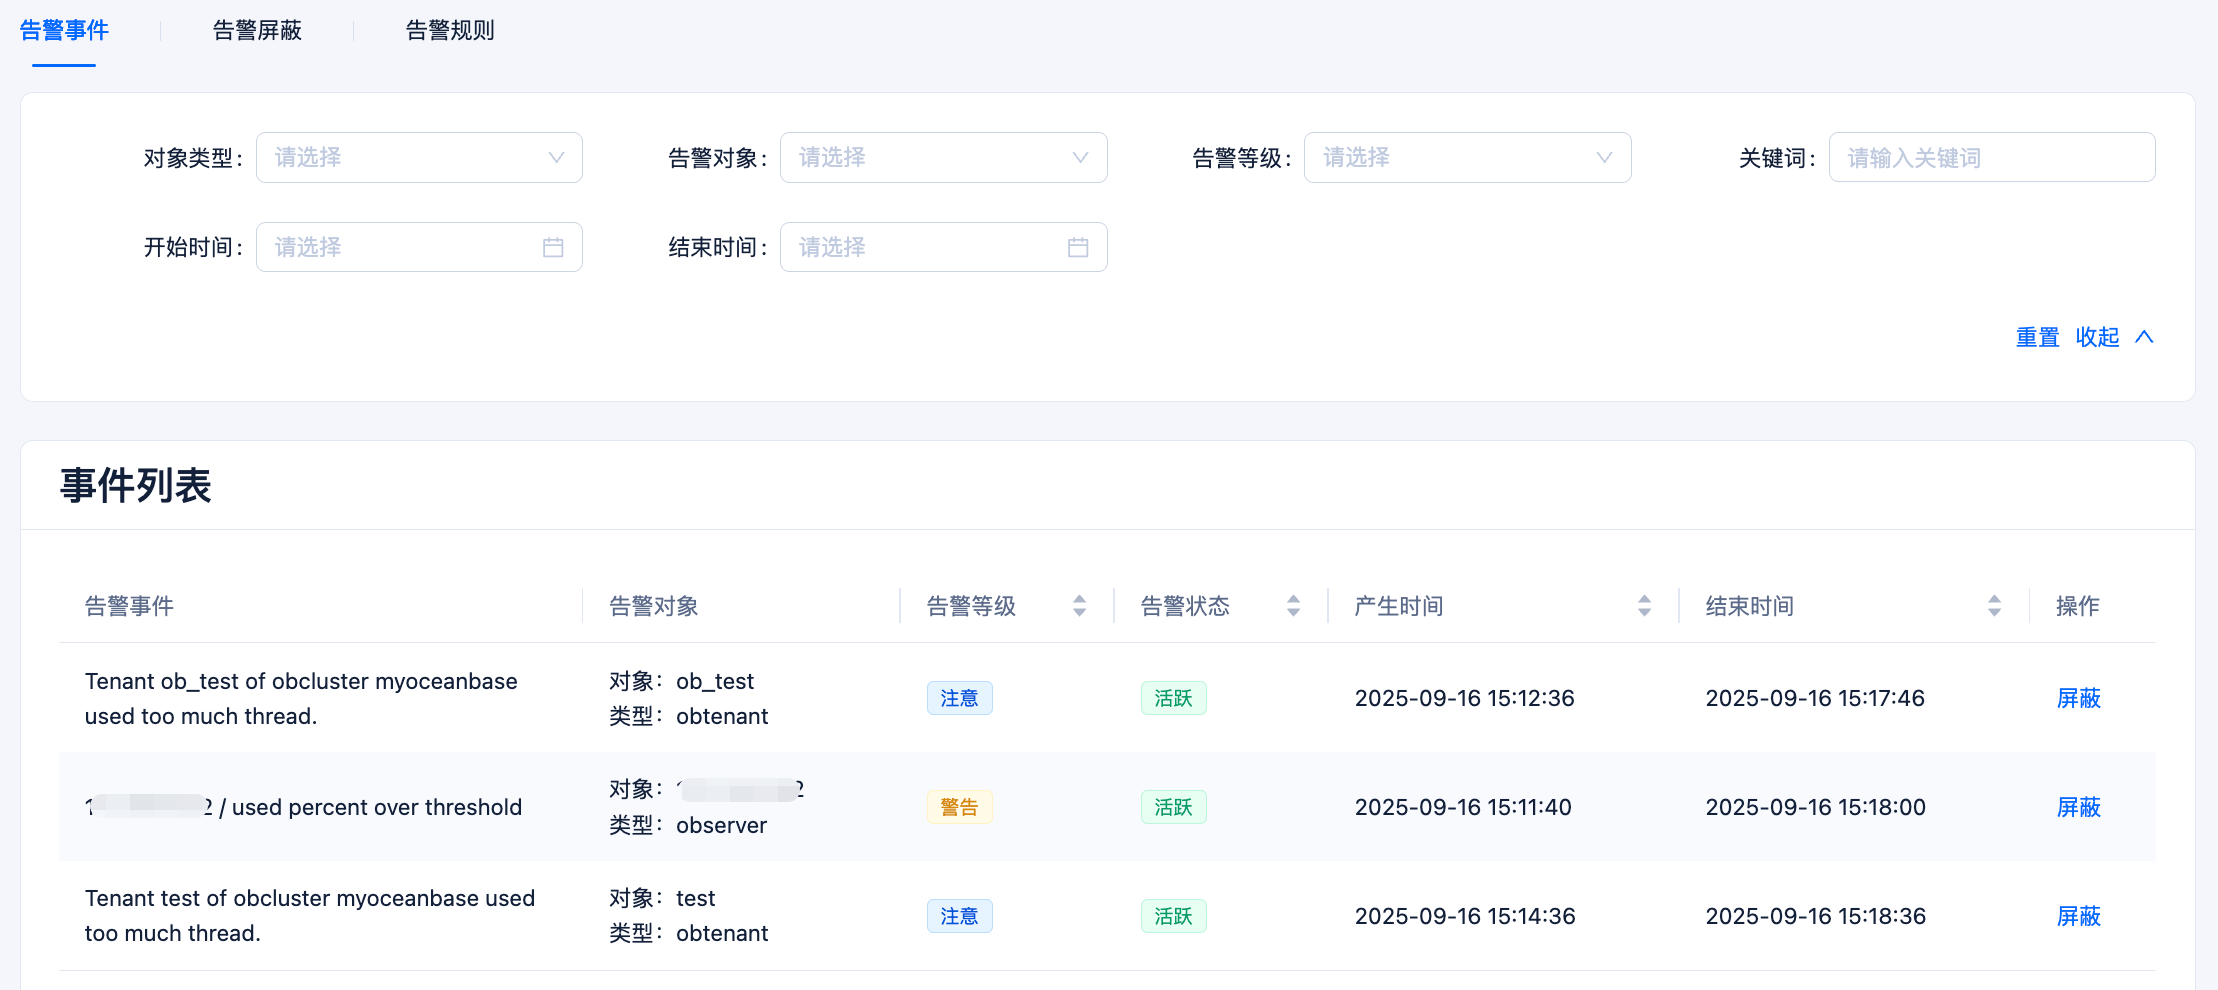 告警事件 告警屏蔽 告警规则
对象类型： 请选择 告警对象： 请选择 告警等级： 请选择 关键词： 请输入关键词
开始时间： 请选择 结束时间： 请选择
重置 收起
事件列表
告警事件 告警对象 告警等级 告警状态 产生时间 结束时间 操作
Tenant ob_test of obcluster myoceanbase
used too much thread.
对象： ob_test
类型： obtenant
注意 活跃 2025-09-16 15:12:36 2025-09-16 15:17:46 屏蔽
/ used percent over threshold
对象：
类型： observer
警告 活跃 2025-09-16 15:11:40 2025-09-16 15:18:00 屏蔽
Tenant test of obcluster myoceanbase used
too much thread.
对象： test
类型： obtenant
注意 活跃 2025-09-16 15:14:36 2025-09-16 15:18:36 屏蔽